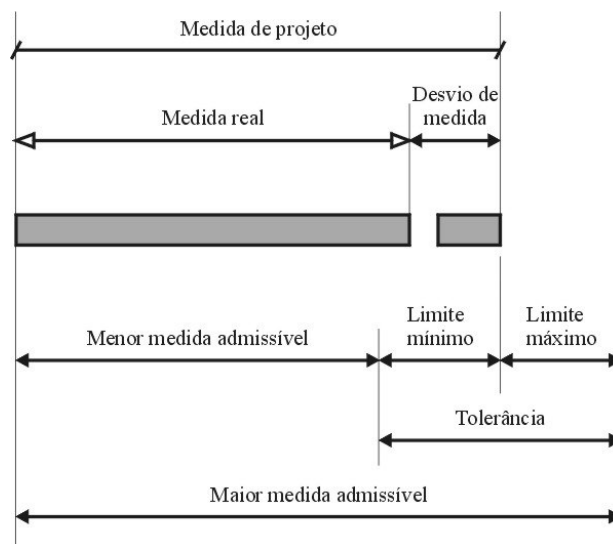 Medida de projeto
Medida real
Desvio de
medida
Menor medida admissível
Limite
mínimo
Limite
máximo
Tolerância
Maior medida admissível